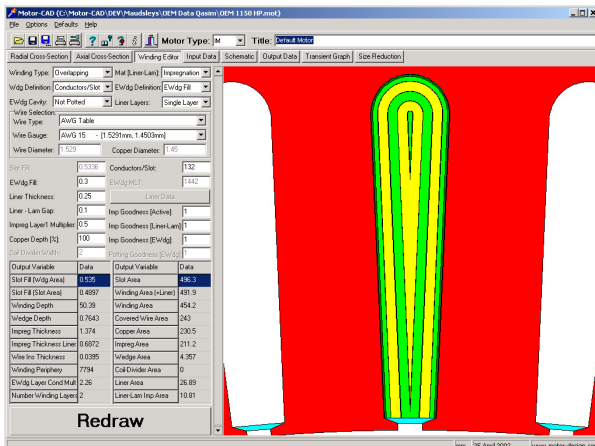 Motor-CAD (C:\Motor-CAD\DEV\Maudsleys\OEM Data Qasim\OEM 1150 HP.mot)
File Options Defaults Help
Motor Type: IM Title: Default Motor
Radial Cross-Section Axial Cross-Section Winding Editor Input Data Schematic Output Data Transient Graph Size Reduction
Winding Type: Overlapping Mat [Liner-Lam]: Impregnation
Wdg Definition: Conductors/Slot EWdg Definition: EWdg Fill
EWdg Cavity: Not Potted Liner Layers: Single Layer
Wire Selection:
Wire Type: AWG Table
Wire Gauge: AWG 15 - [1.5291mm, 1.4503mm]
Wire Diameter: 1.529 Copper Diameter: 1.45
Slot Fill: 0.5336 Conductors/Slot: 132
EWdg Fill: 0.3 EWdg MLT: 1442
Liner Thickness: 0.25 Liner Data
Liner - Lam Gap: 0.1 Imp Goodness [Active]: 1
Impreg Layer1 Multiplier: 0.5 Imp Goodness [Liner-Lam]: 1
Copper Depth [%]: 100 Imp Goodness [EWdg]: 1
Coil Divider Width: 2 Potting Goodness [EWdg]: 1
Output Variable Data Output Variable Data
Slot Fill (Wdg Area) 0.535 Slot Area 496.3
Slot Fill (Slot Area) 0.4897 Winding Area (+Liner) 491.9
Winding Depth 50.39 Winding Area 454.2
Wedge Depth 0.7643 Covered Wire Area 243
Impreg Thickness 1.374 Copper Area 230.5
Impreg Thickness Liner 0.6872 Impreg Area 211.2
Wire Ins Thickness 0.0395 Wedge Area 4.357
Winding Periphery 7794 Coil-Divider Area 0
EWdg Layer Cond Mult 2.26 Liner Area 26.89
Number Winding Layers 2 Liner-Lam Imp Area 10.81
Redraw
mm 25 April 2002 www.motor-design.com